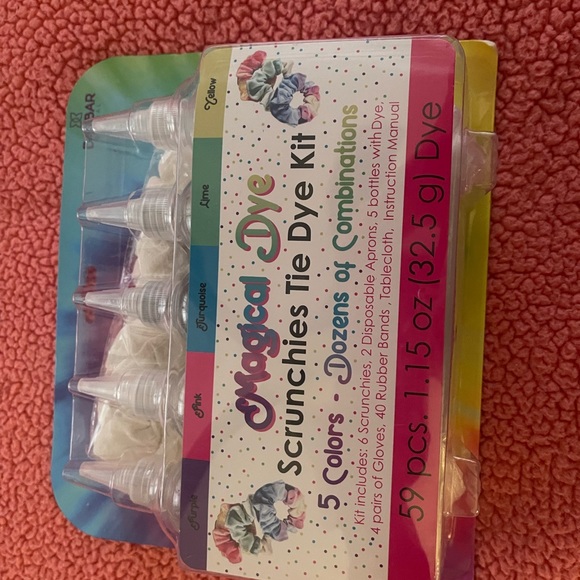 Magical Dye
Scrunchies Tie Dye Kit
5 Colors - Dozens of Combinations
Kit includes: 6 Scrunchies, 2 Disposable Aprons, 5 bottles with Dye,
4 pairs of Gloves, 40 Rubber Bands, Tablecloth, Instruction Manual
59 pcs. 1.15 oz (32.5 g) Dye
Purple
Pink
Turquoise
Lime
Yellow